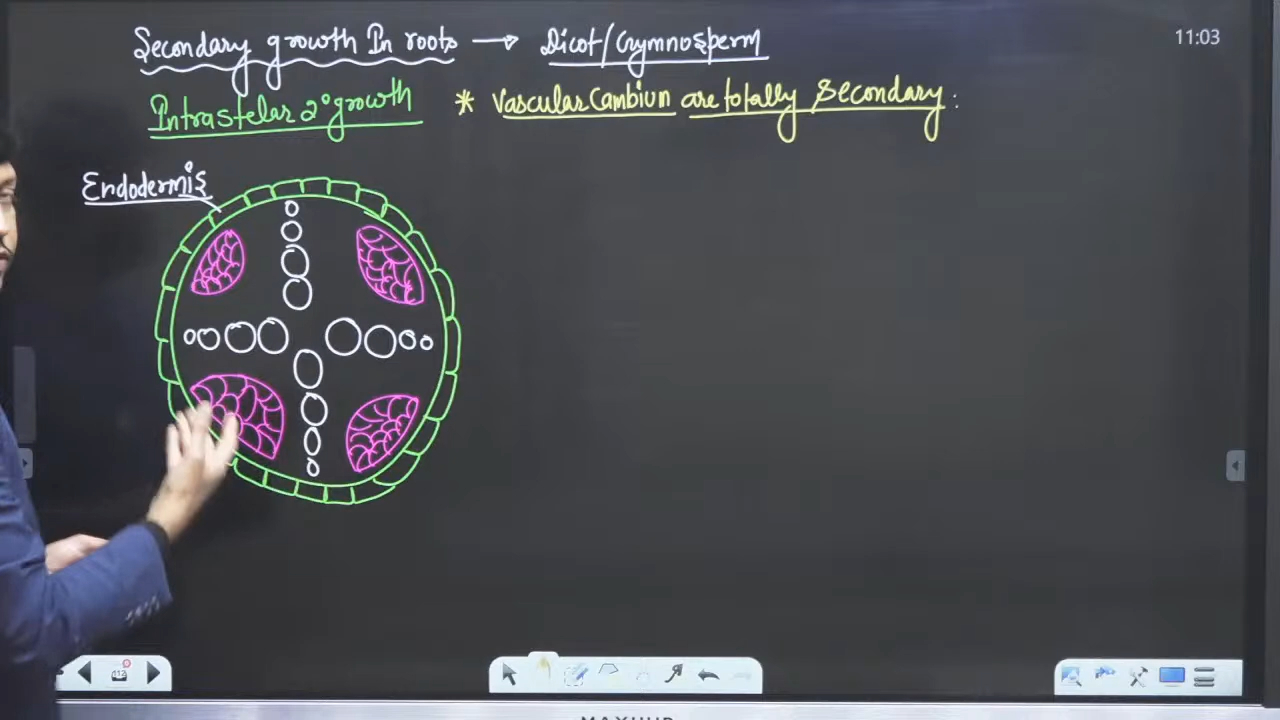 Secondary growth In roots → Dicot/Gymnosperm
11:03
Intrastelar 2° growth * Vascular Cambium are totally Secondary:
Endodermis